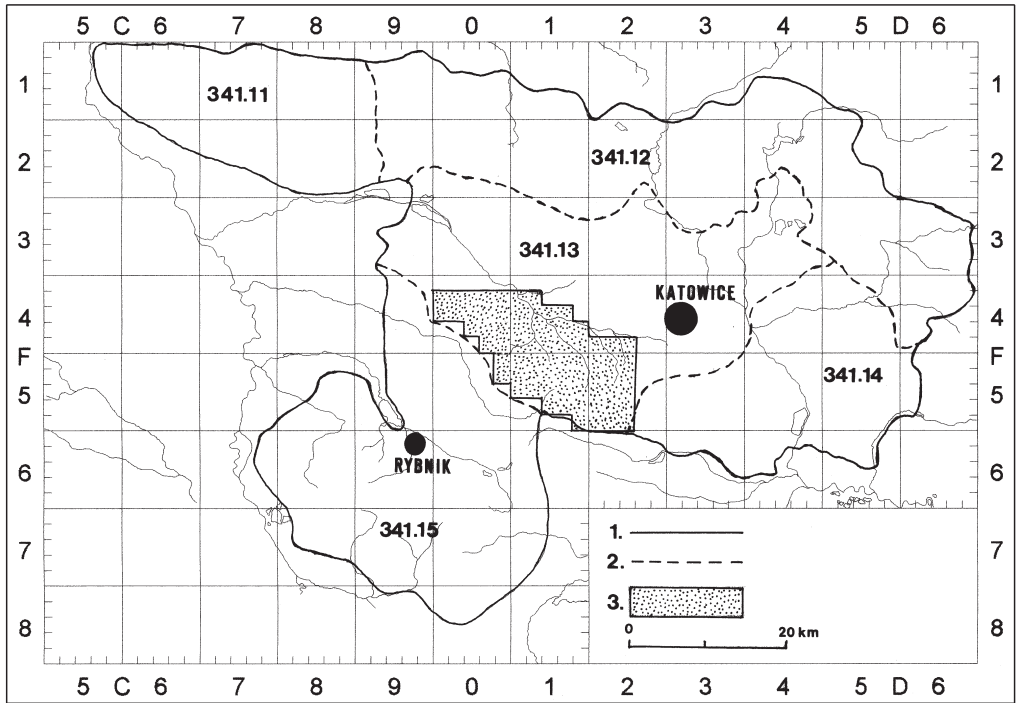 5 C 6 7 8 9 0 1 2 3 4 5 D 6
1 1
341.11
2 341.12 2
3 341.13 3
KATOWICE
4 4
F F
341.14
5 5
RYBNIK
6 6
341.15
1.
7 2. 7
3.
8 0 20 km 8
5 C 6 7 8 9 0 1 2 3 4 5 D 6